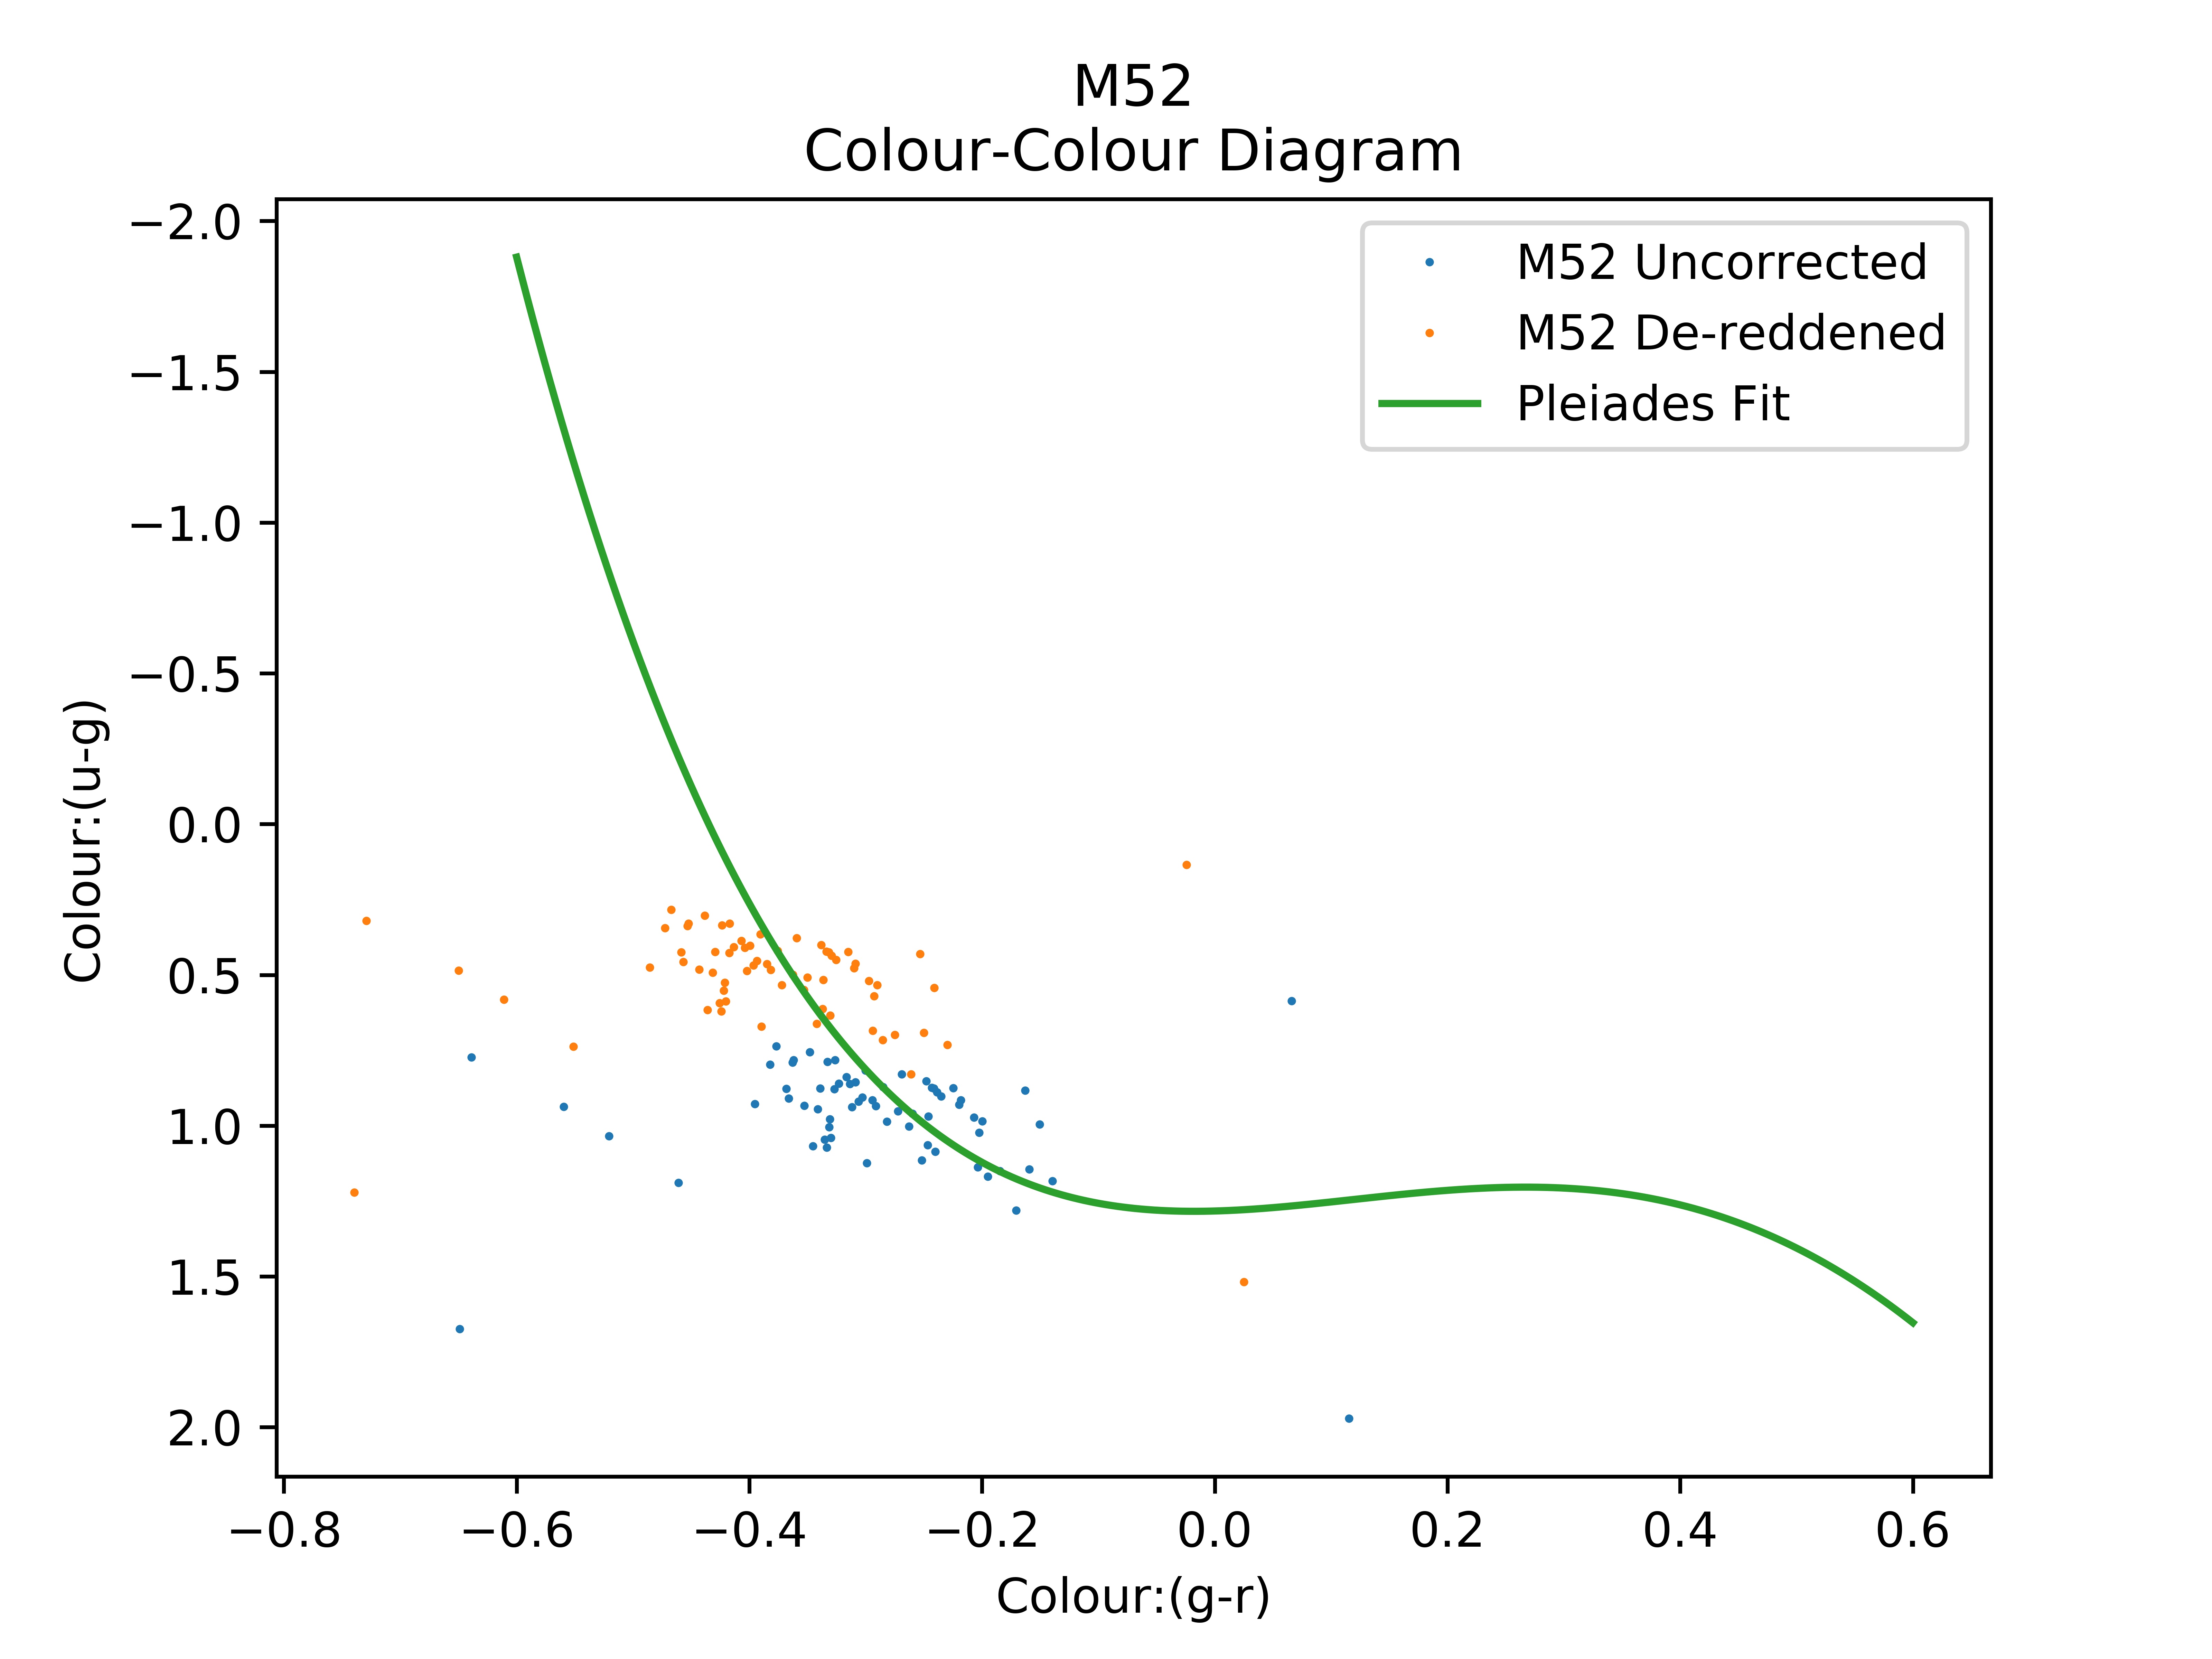 M52
Colour-Colour Diagram
M52 Uncorrected
M52 De-reddened
Pleiades Fit
Colour:(u-g)
−2.0
−1.5
−1.0
−0.5
0.0
0.5
1.0
1.5
2.0
−0.8 −0.6 −0.4 −0.2 0.0 0.2 0.4 0.6
Colour:(g-r)